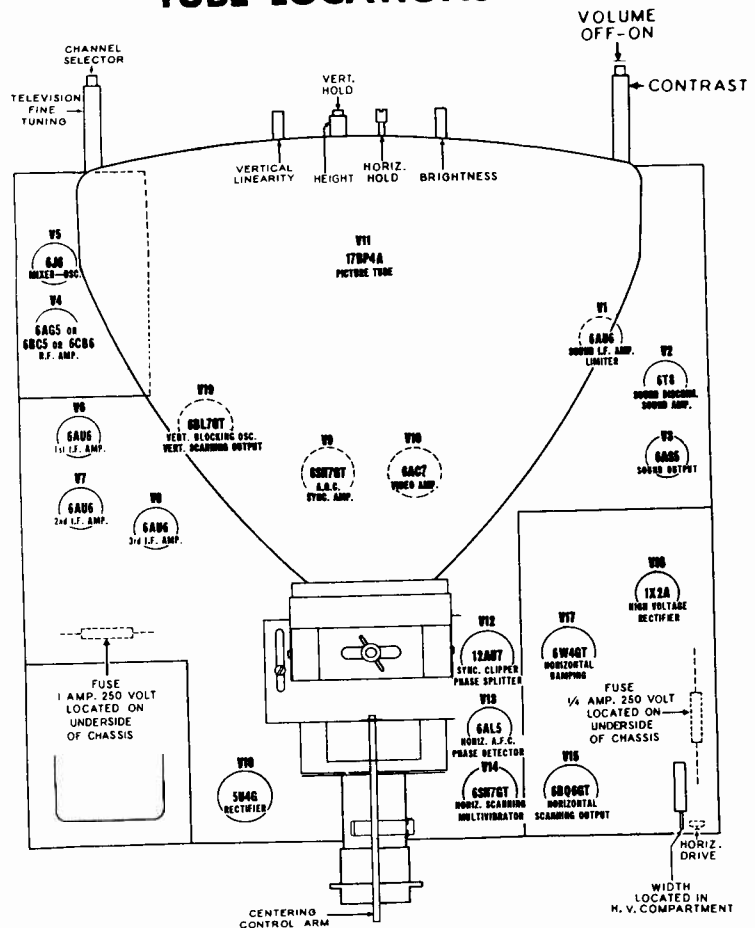 TUBE LOCATIONS
VOLUME
OFF-ON
CHANNEL
SELECTOR
VERT.
HOLD
CONTRAST
TELEVISION
FINE
TUNING
VERTICAL
LINEARITY
HEIGHT
HORIZ.
HOLD
BRIGHTNESS
V5
6J6
MIXER—OSC.
V11
17BP4A
PICTURE TUBE
V4
6AG5 OR
6BC5 OR 6CB6
R.F. AMP.
V1
6AU6
SOUND I.F. AMP.
LIMITER
V2
6T8
SOUND DISCRIM.
SOUND AMP.
V19
6BL7GT
VERT. BLOCKING OSC.
VERT. SCANNING OUTPUT
V6
6AU6
1st I.F. AMP.
V9
6SN7GT
A.G.C.
SYNC. AMP.
V10
6AC7
VIDEO AMP.
V3
6AS5
SOUND OUTPUT
V7
6AU6
2nd I.F. AMP.
V8
6AU6
3rd I.F. AMP.
V16
1X2A
HIGH VOLTAGE
RECTIFIER
V12
12AU7
SYNC. CLIPPER
PHASE SPLITTER
V17
6W4GT
HORIZONTAL
DAMPING
FUSE
1 AMP. 250 VOLT
LOCATED ON
UNDERSIDE
OF CHASSIS
FUSE
1/4 AMP. 250 VOLT
LOCATED ON
UNDERSIDE
OF CHASSIS
V13
6AL5
HORIZ. A.F.C.
PHASE DETECTOR
V18
5U4G
RECTIFIER
V14
6SN7GT
HORIZ. SCANNING
MULTIVIBRATOR
V15
6BQ6GT
HORIZONTAL
SCANNING OUTPUT
HORIZ.
DRIVE
WIDTH
LOCATED IN
H. V. COMPARTMENT
CENTERING
CONTROL ARM